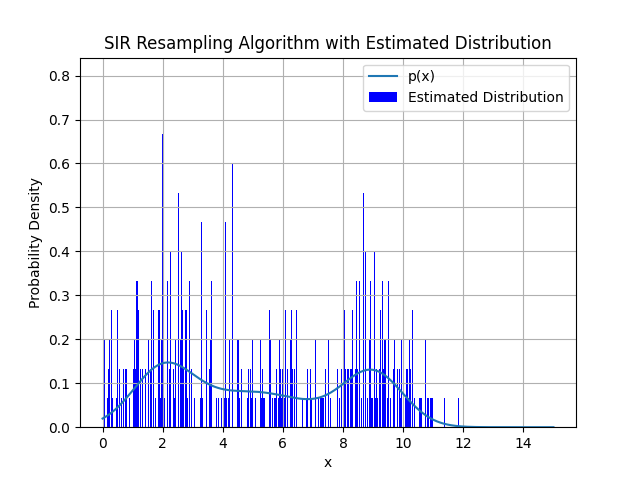 SIR Resampling Algorithm with Estimated Distribution
p(x)
Estimated Distribution
Probability Density
0.8
0.7
0.6
0.5
0.4
0.3
0.2
0.1
0.0
0 2 4 6 8 10 12 14
x